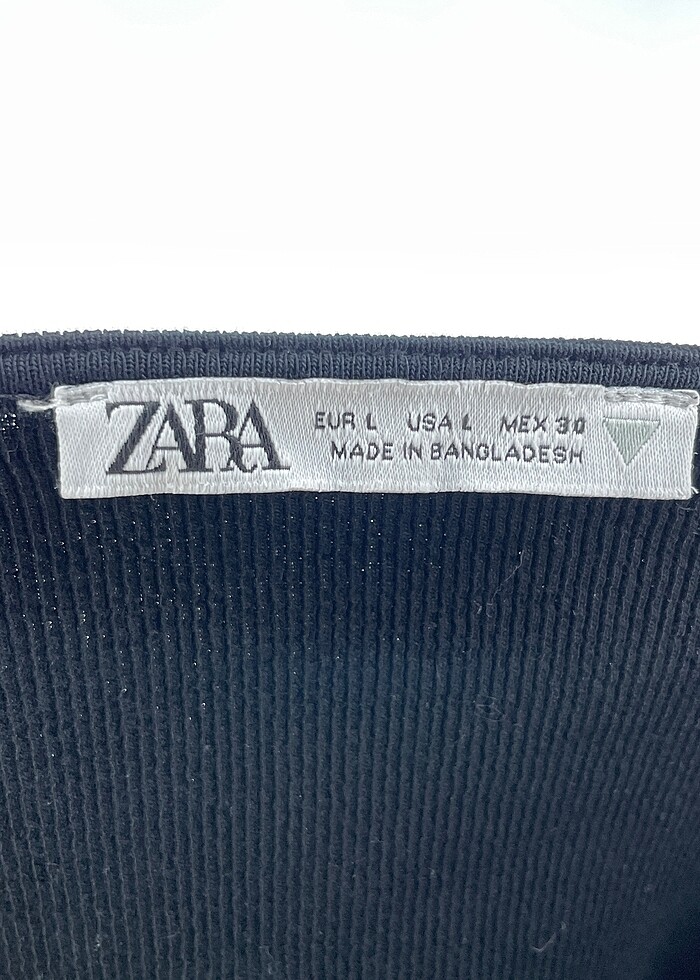 ZARA
EUR L USA L MEX 30
MADE IN BANGLADESH